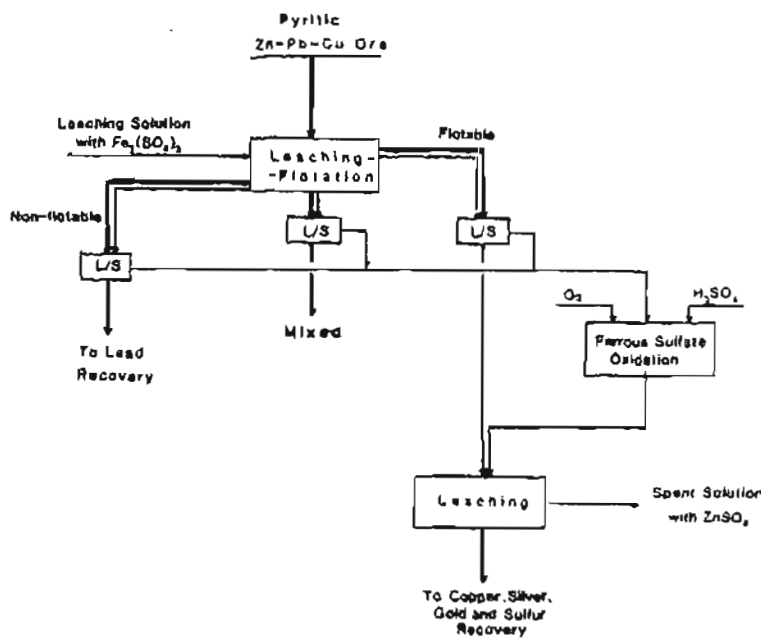 Pyritic
Zn-Pb-Cu Ore
Leaching Solution
with Fe₂(SO₄)₃
Flotable
Leaching-
-Flotation
Non-flotable
L/S
L/S
L/S
O₂
H₂SO₄
Mixed
Ferrous Sulfate
Oxidation
To Lead
Recovery
Leaching
Spent Solution
with ZnSO₄
To Copper, Silver,
Gold and Sulfur
Recovery